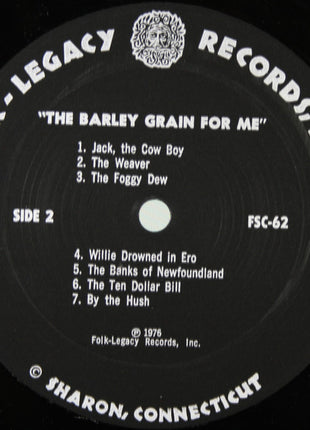 - LEGACY RECORDS,
"THE BARLEY GRAIN FOR ME"
1. Jack, the Cow Boy
2. The Weaver
3. The Foggy Dew
SIDE 2
FSC-62
4. Willie Drowned in Ero
5. The Banks of Newfoundland
6. The Ten Dollar Bill
7. By the Hush
℗ 1976
Folk-Legacy Records, Inc.
© SHARON, CONNECTICUT